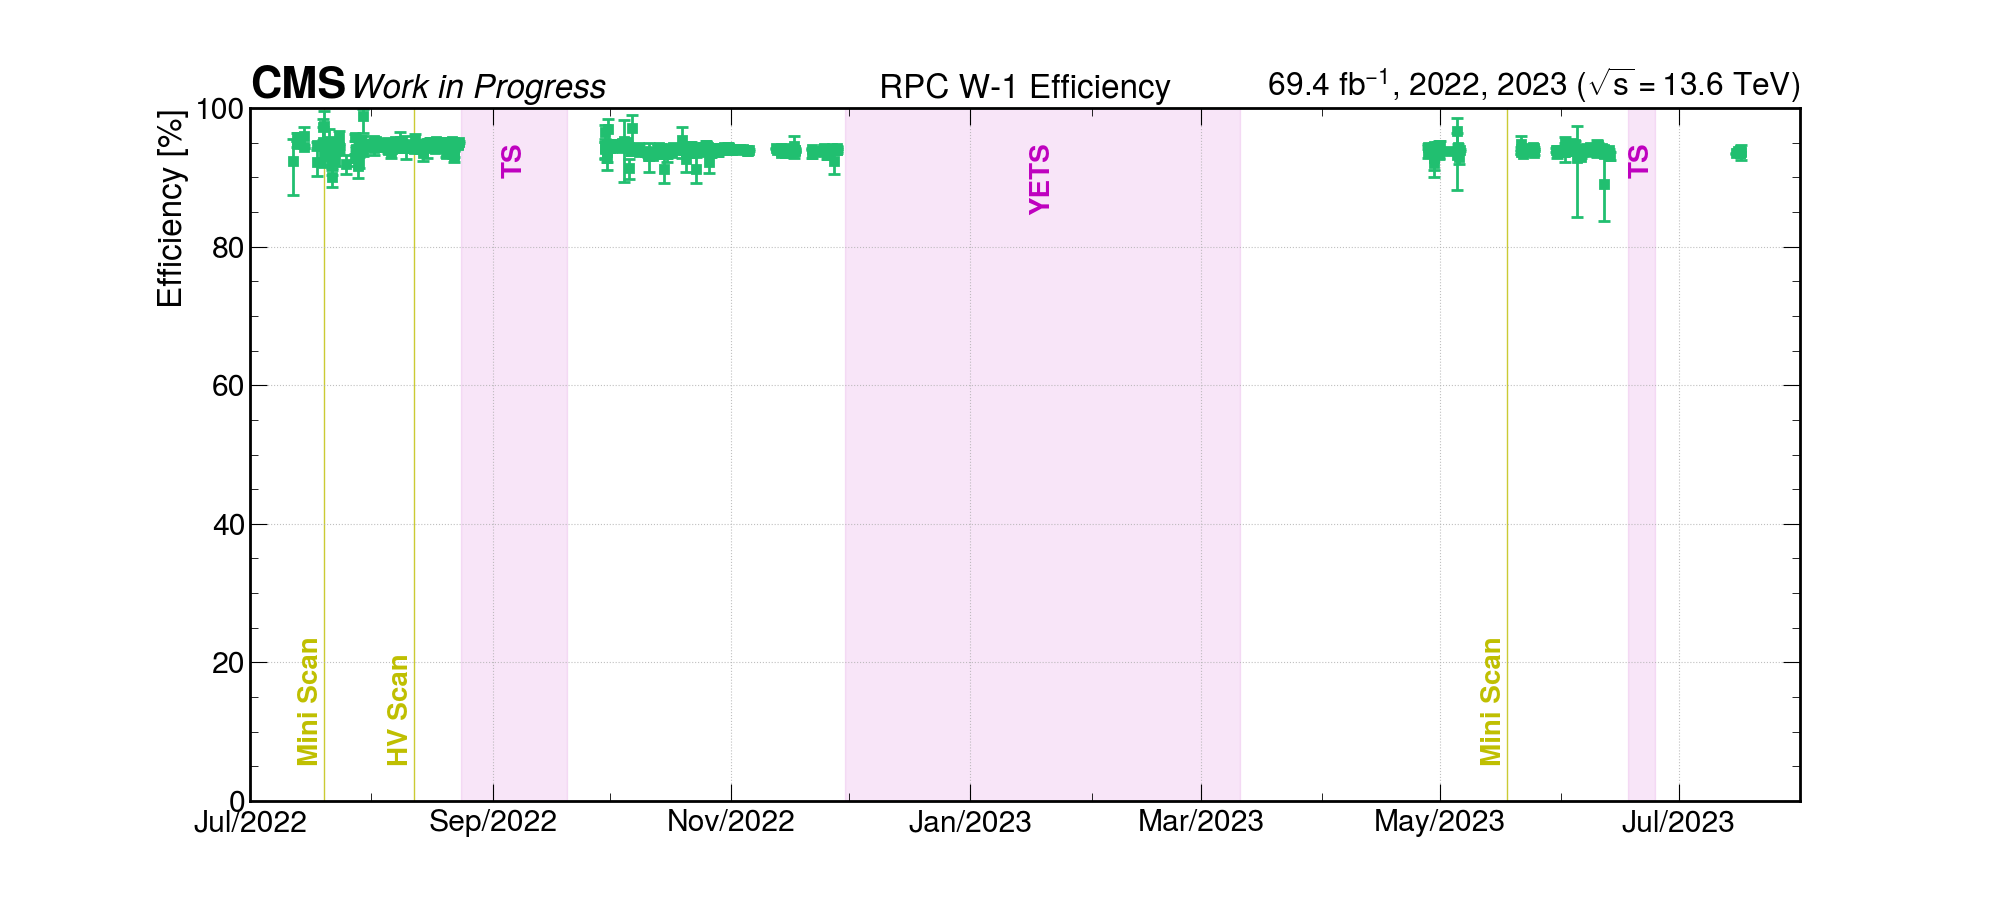 CMS Work in Progress
RPC W-1 Efficiency
69.4 fb⁻¹, 2022, 2023 (√s = 13.6 TeV)
Efficiency [%]
100
80
60
40
20
0
TS
YETS
TS
Mini Scan
HV Scan
Mini Scan
Jul/2022
Sep/2022
Nov/2022
Jan/2023
Mar/2023
May/2023
Jul/2023